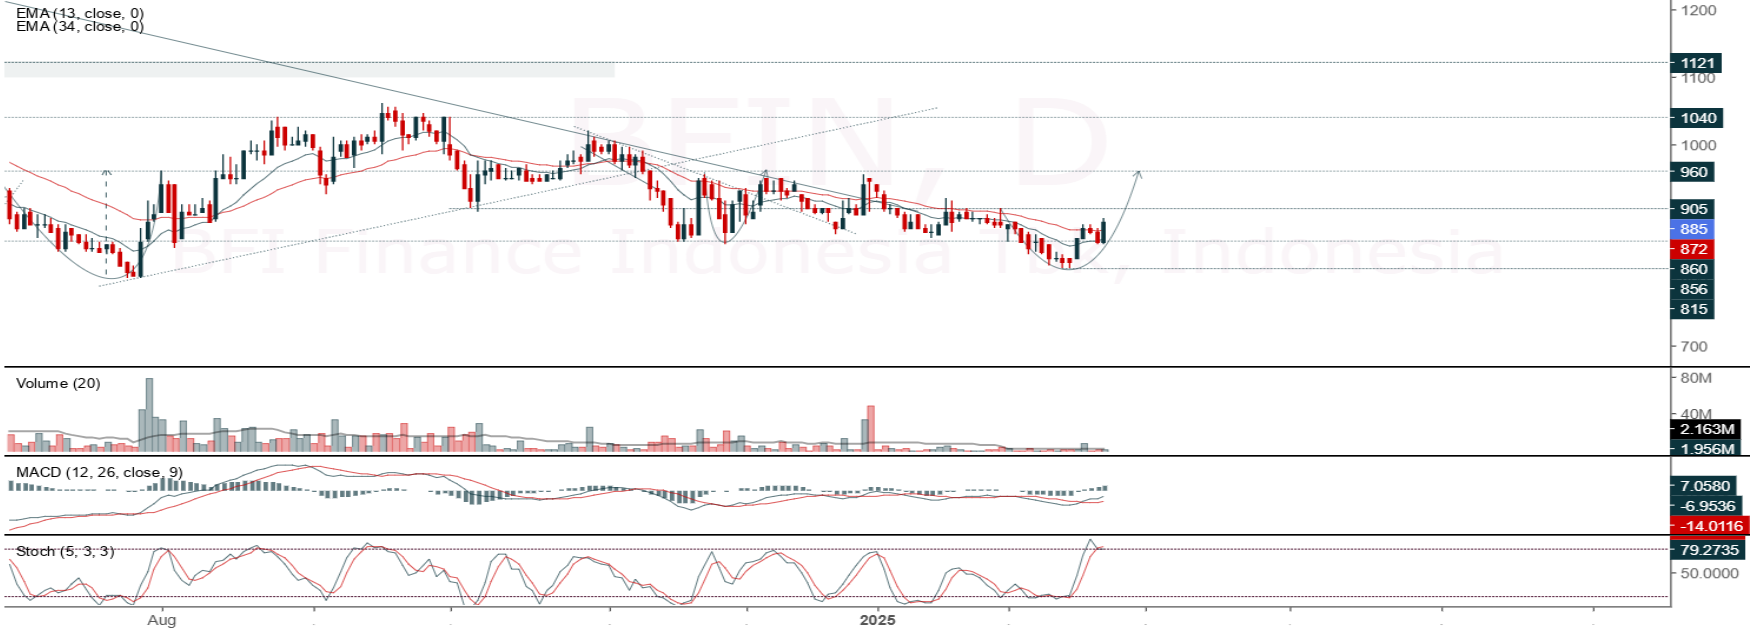 EMA (13, close, 0)
EMA (34, close, 0)
BFIN, D
BFI Finance Indonesia Tbk, Indonesia
1200
1121
1100
1040
1000
960
905
885
872
860
856
815
700
Volume (20)
80M
40M
2.163M
1.956M
MACD (12, 26, close, 9)
7.0580
-6.9536
-14.0116
Stoch (5, 3, 3)
79.2735
50.0000
Aug
2025